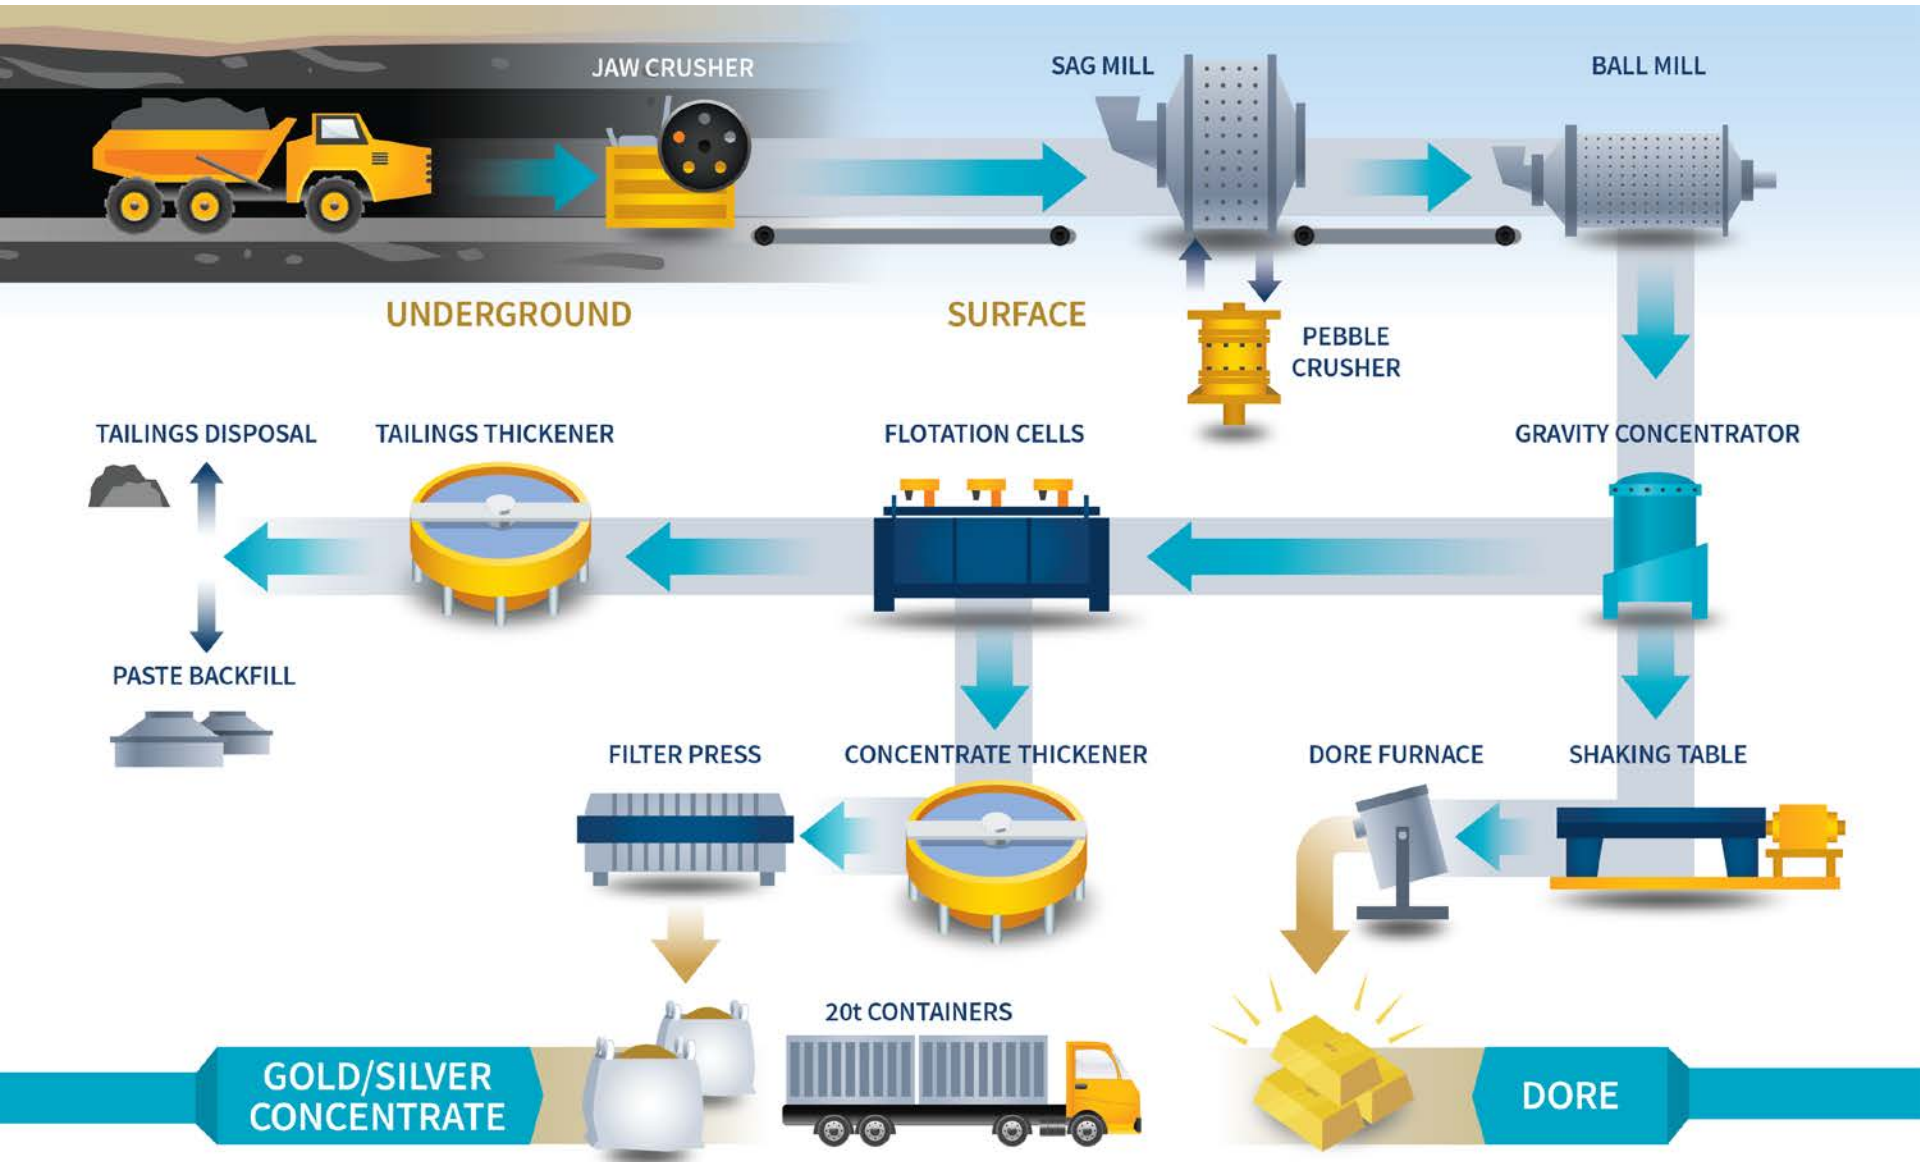 JAW CRUSHER
SAG MILL
BALL MILL
UNDERGROUND
SURFACE
PEBBLE
CRUSHER
TAILINGS DISPOSAL
TAILINGS THICKENER
FLOTATION CELLS
GRAVITY CONCENTRATOR
PASTE BACKFILL
FILTER PRESS
CONCENTRATE THICKENER
DORE FURNACE
SHAKING TABLE
20t CONTAINERS
GOLD/SILVER
CONCENTRATE
DORE